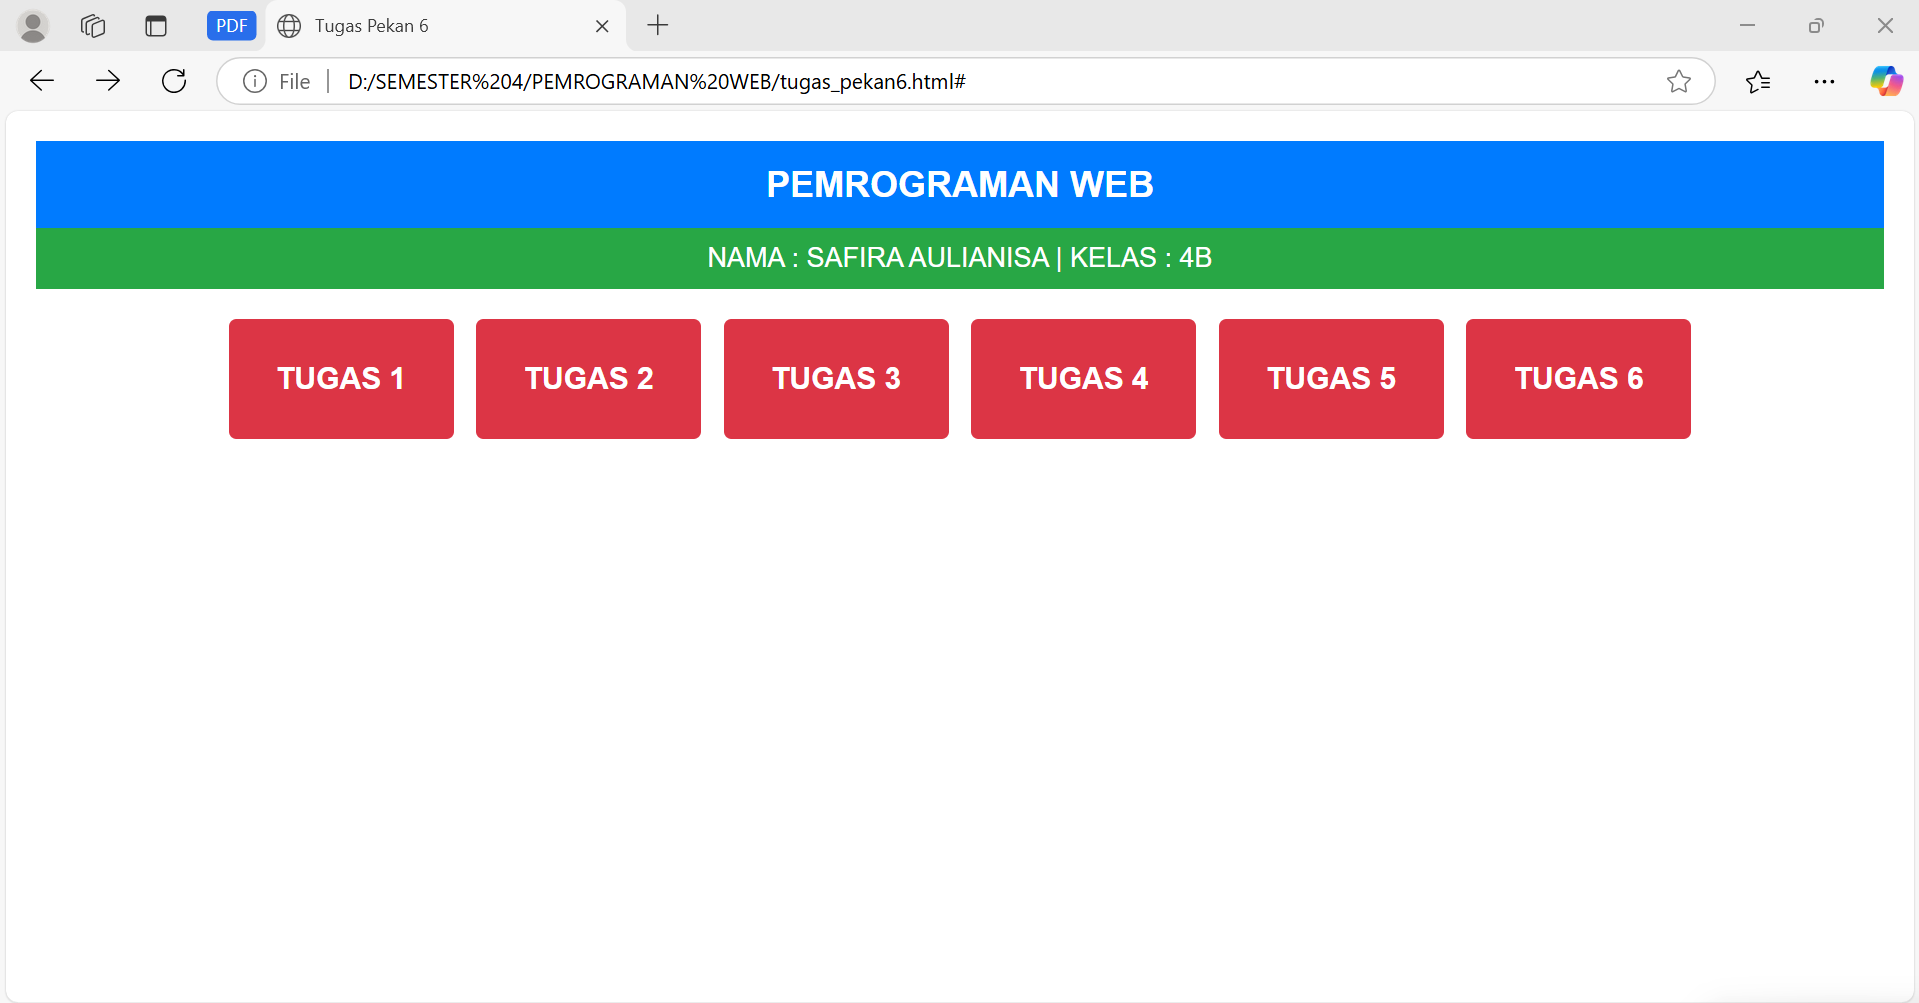 PDF
Tugas Pekan 6
File
D:/SEMESTER%204/PEMROGRAMAN%20WEB/tugas_pekan6.html#
PEMROGRAMAN WEB
NAMA : SAFIRA AULIANISA | KELAS : 4B
TUGAS 1
TUGAS 2
TUGAS 3
TUGAS 4
TUGAS 5
TUGAS 6